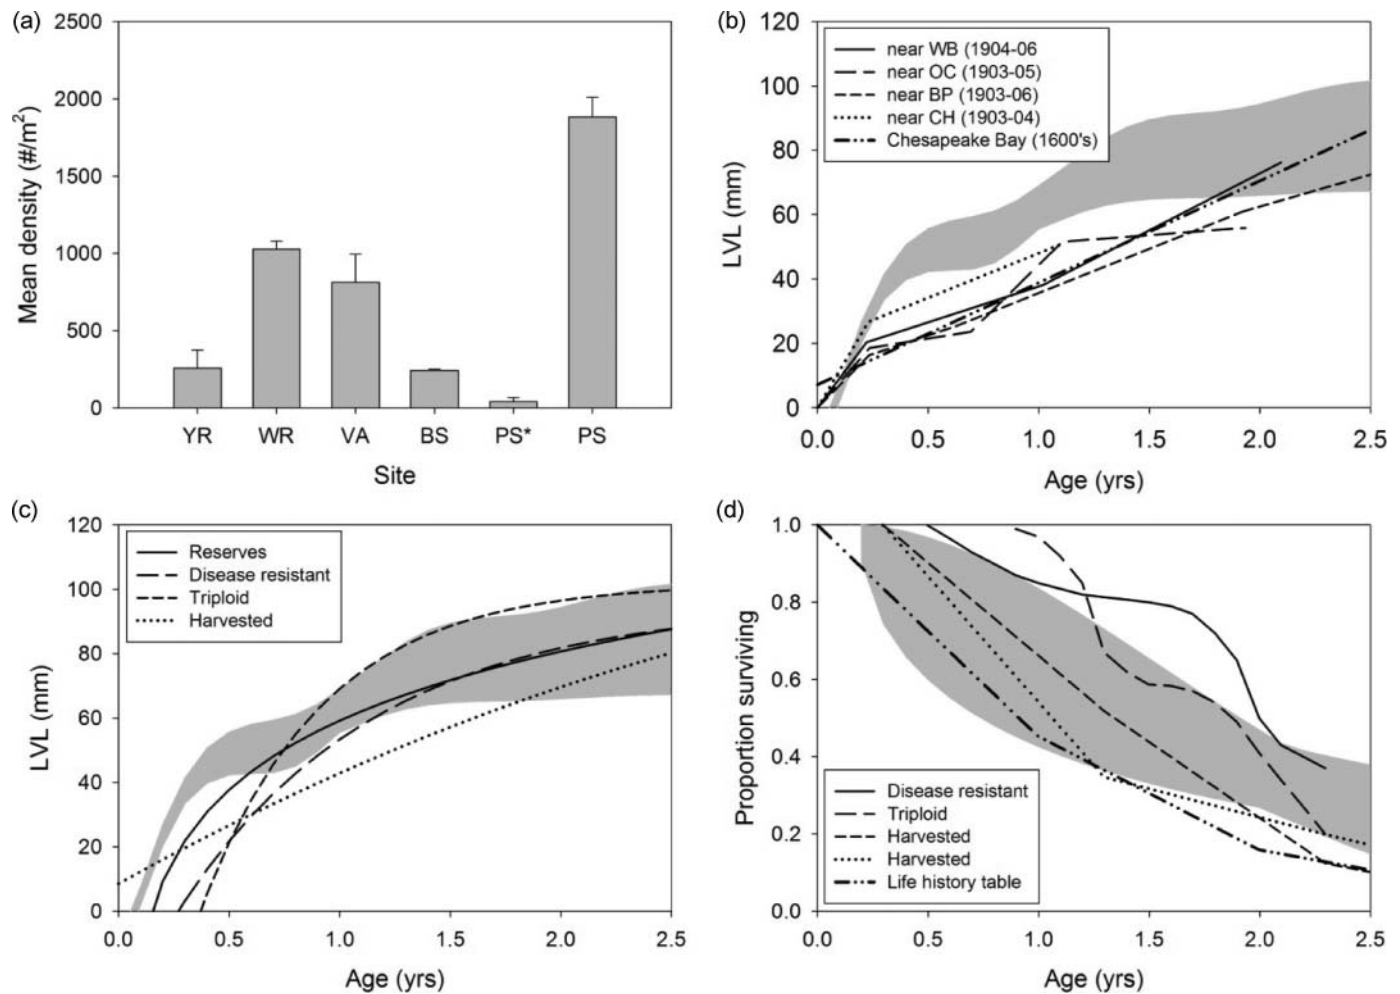 (a)
2500
2000
1500
1000
500
0
Mean density (#/m²)
YR WR VA BS PS* PS
Site
(b)
120
100
80
60
40
20
0
LVL (mm)
near WB (1904-06
near OC (1903-05)
near BP (1903-06)
near CH (1903-04)
Chesapeake Bay (1600's)
0.0 0.5 1.0 1.5 2.0 2.5
Age (yrs)
(c)
120
100
80
60
40
20
0
LVL (mm)
Reserves
Disease resistant
Triploid
Harvested
0.0 0.5 1.0 1.5 2.0 2.5
Age (yrs)
(d)
1.0
0.8
0.6
0.4
0.2
0.0
Proportion surviving
Disease resistant
Triploid
Harvested
Harvested
Life history table
0.0 0.5 1.0 1.5 2.0 2.5
Age (yrs)